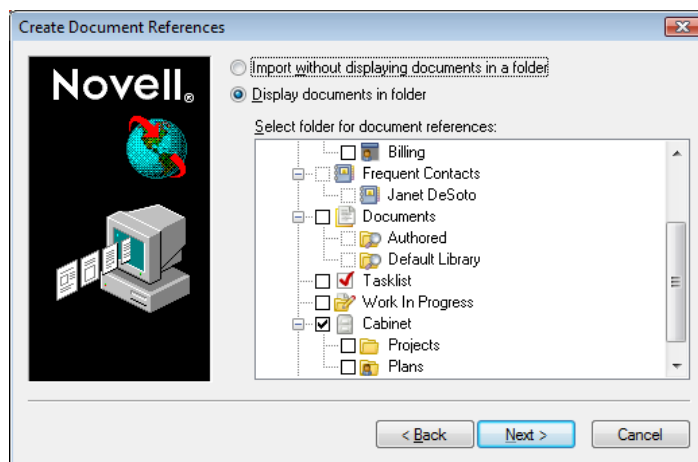 Create Document References
Novell®
Import without displaying documents in a folder
Display documents in folder
Select folder for document references:
Billing
Frequent Contacts
Janet DeSoto
Documents
Authored
Default Library
Tasklist
Work In Progress
Cabinet
Projects
Plans
< Back
Next >
Cancel